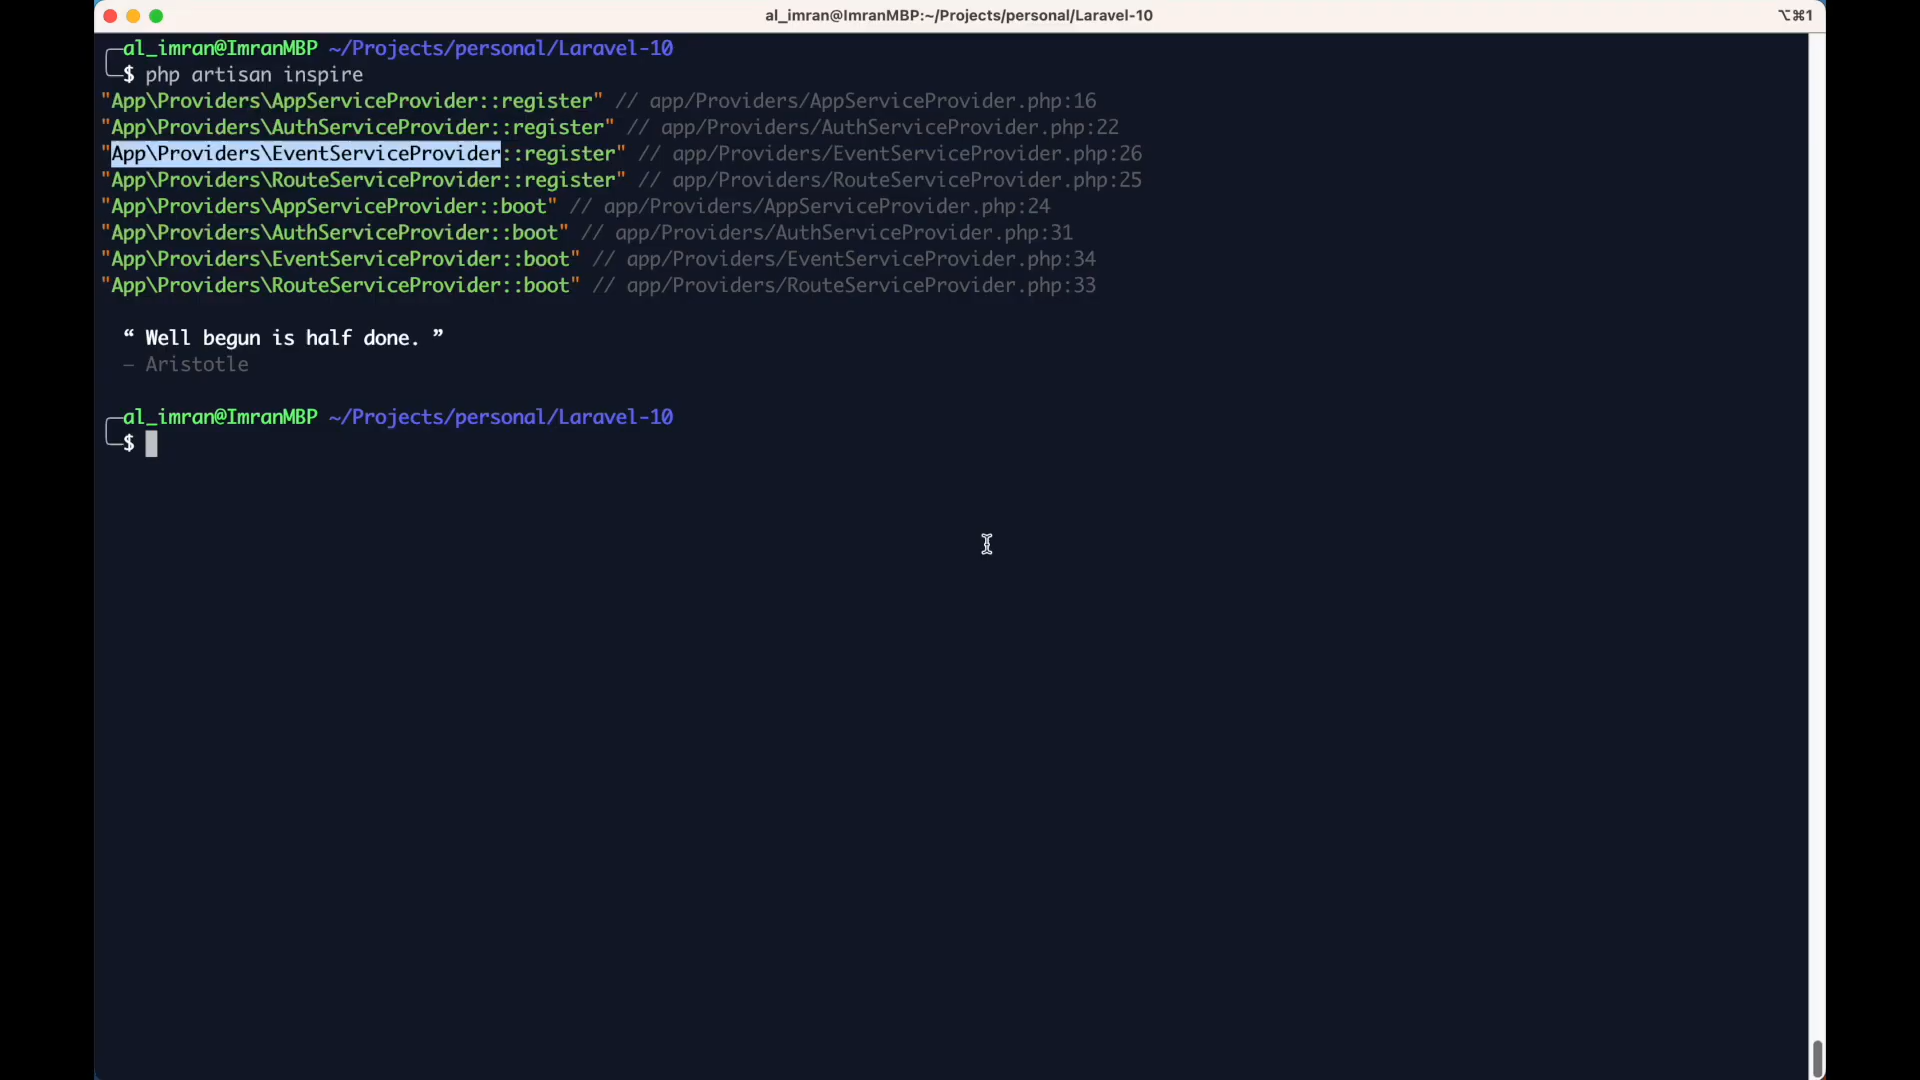 al_imran@ImranMBP:~/Projects/personal/Laravel-10 ⌥⌘1
al_imran@ImranMBP ~/Projects/personal/Laravel-10
$ php artisan inspire
"App\Providers\AppServiceProvider::register" // app/Providers/AppServiceProvider.php:16
"App\Providers\AuthServiceProvider::register" // app/Providers/AuthServiceProvider.php:22
"App\Providers\EventServiceProvider::register" // app/Providers/EventServiceProvider.php:26
"App\Providers\RouteServiceProvider::register" // app/Providers/RouteServiceProvider.php:25
"App\Providers\AppServiceProvider::boot" // app/Providers/AppServiceProvider.php:24
"App\Providers\AuthServiceProvider::boot" // app/Providers/AuthServiceProvider.php:31
"App\Providers\EventServiceProvider::boot" // app/Providers/EventServiceProvider.php:34
"App\Providers\RouteServiceProvider::boot" // app/Providers/RouteServiceProvider.php:33
“ Well begun is half done. ”
— Aristotle
al_imran@ImranMBP ~/Projects/personal/Laravel-10
$